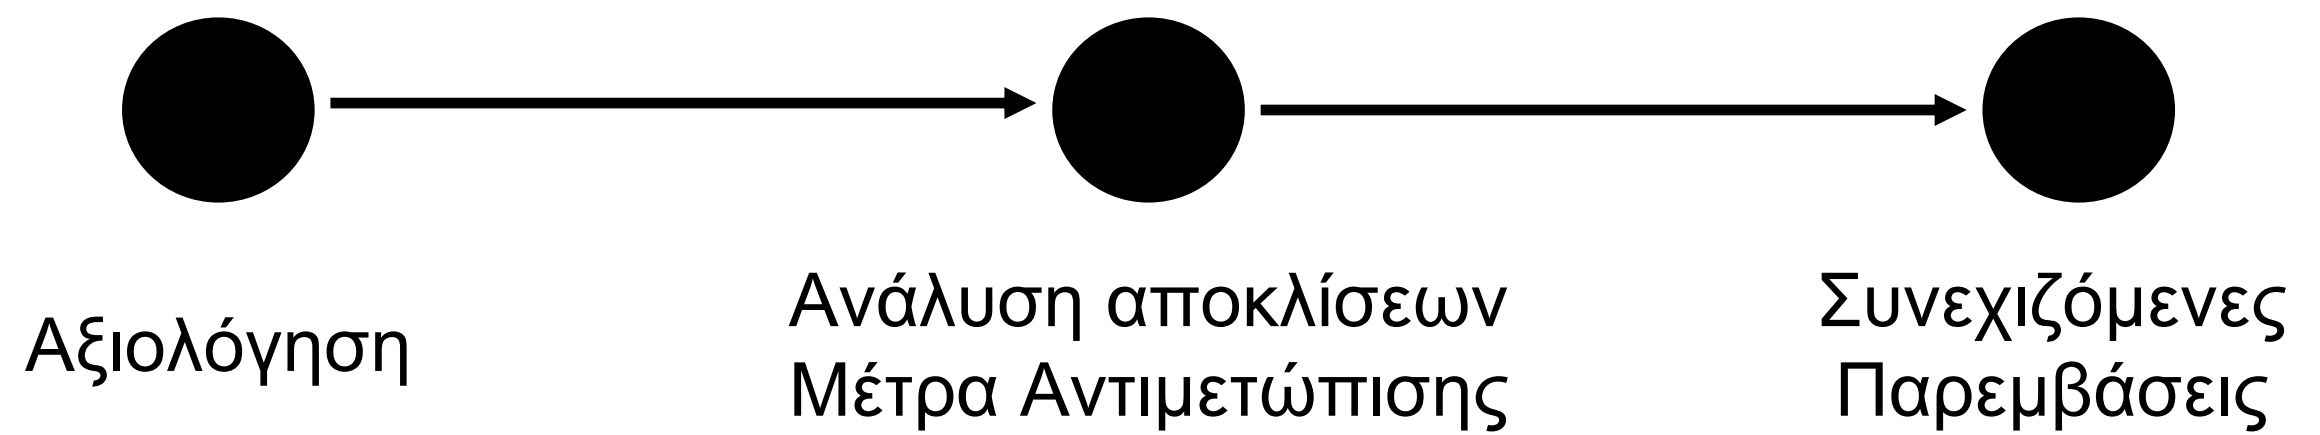 Αξιολόγηση
Ανάλυση αποκλίσεων
Μέτρα Αντιμετώπισης
Συνεχιζόμενες
Παρεμβάσεις